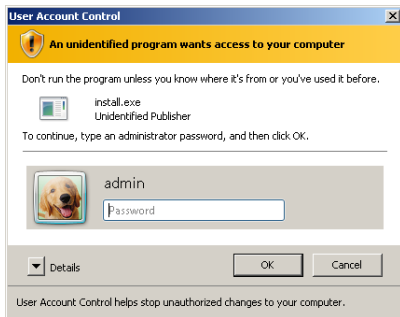 User Account Control
An unidentified program wants access to your computer
Don't run the program unless you know where it's from or you've used it before.
install.exe
Unidentified Publisher
To continue, type an administrator password, and then click OK.
admin
Password
Details
OK
Cancel
User Account Control helps stop unauthorized changes to your computer.